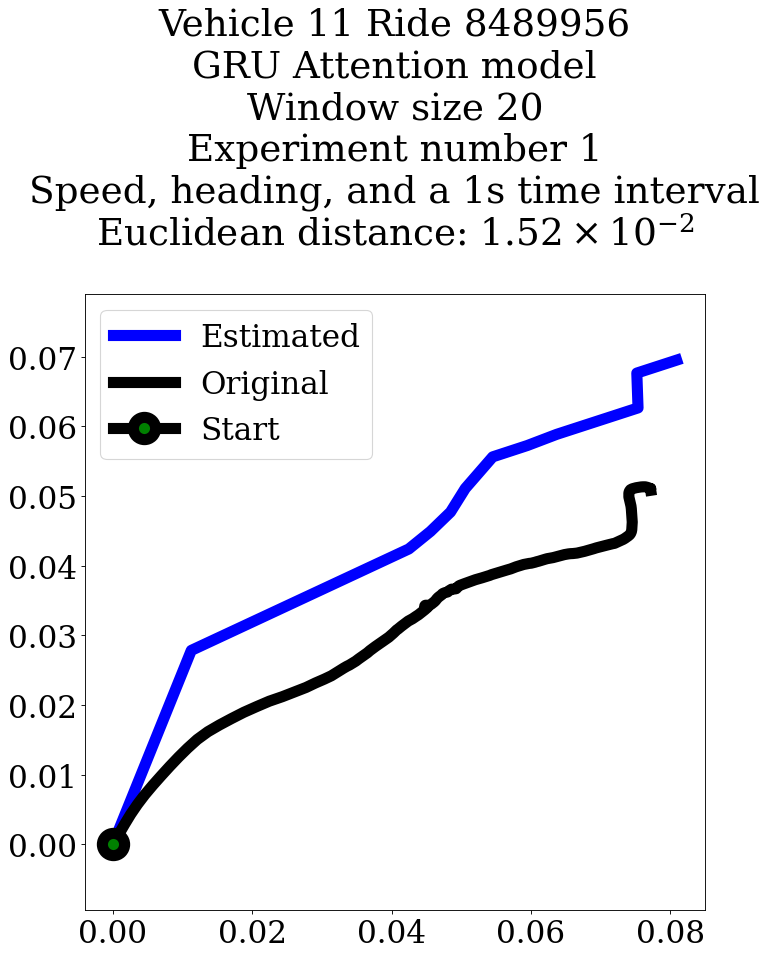 Vehicle 11 Ride 8489956
GRU Attention model
Window size 20
Experiment number 1
Speed, heading, and a 1s time interval
Euclidean distance: 1.52 × 10⁻²
Estimated
Original
Start
0.07
0.06
0.05
0.04
0.03
0.02
0.01
0.00
0.00 0.02 0.04 0.06 0.08